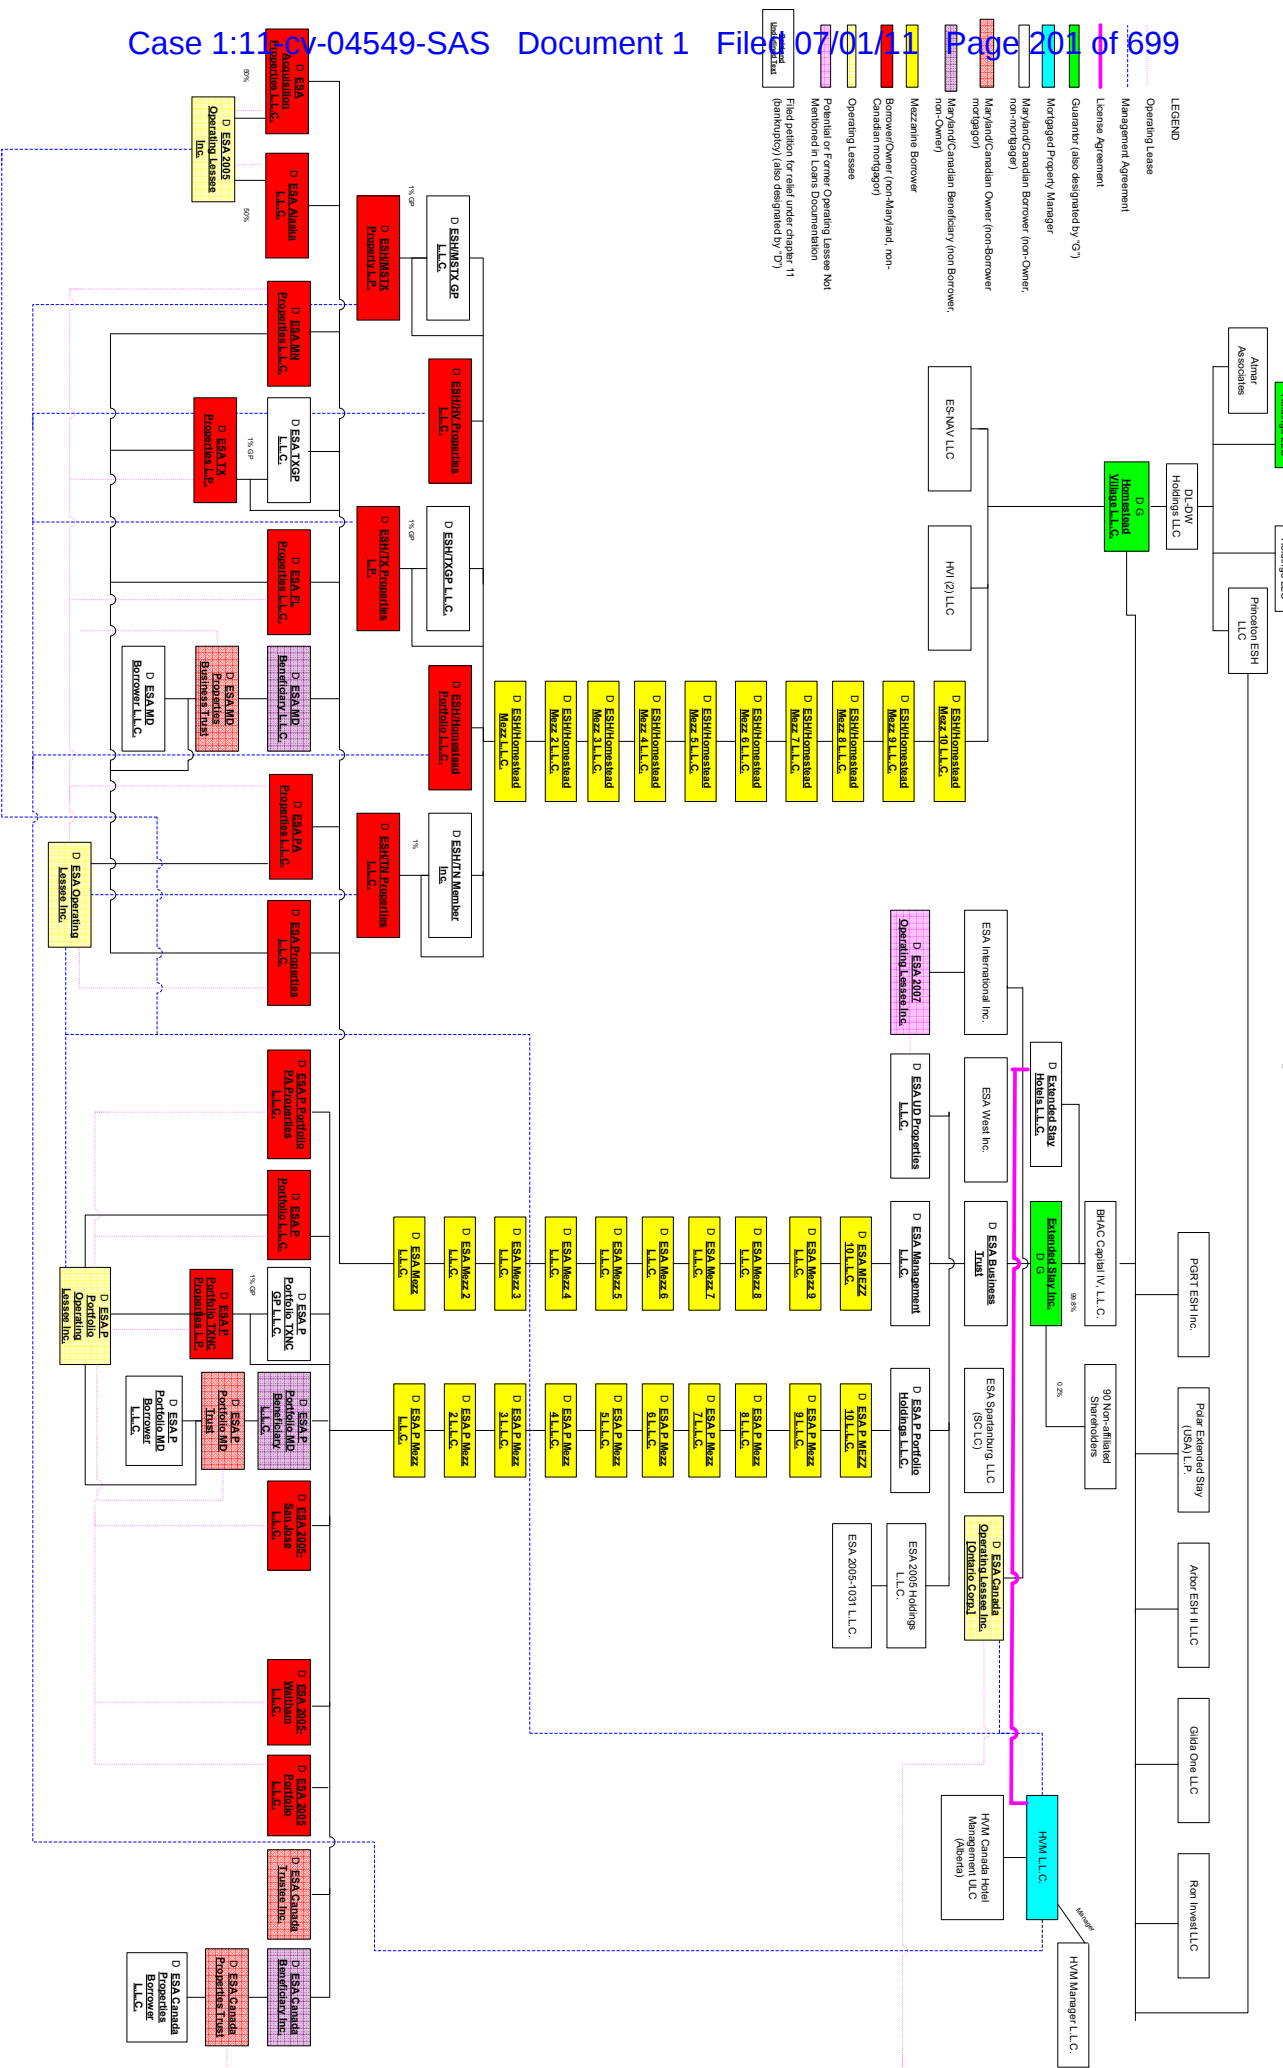 Case 1:11-cv-04549-SAS Document 1 Filed 07/01/11 Page 201 of 699
LEGEND
Operating Lease
Management Agreement
License Agreement
Guarantor (also designated by "G")
Mortgaged Property Manager
Maryland/Canadian Borrower (non-Owner,
non-mortgager)
Maryland/Canadian Owner (non-Borrower
mortgagor)
Maryland/Canadian Beneficiary (non Borrower,
non-Owner)
Mezzanine Borrower
Borrower/Owner (non-Maryland, non-
Canadian mortgagor)
Operating Lessee
Potential or Former Operating Lessee Not
Mentioned in Loans Documentation
Filed petition for relief under chapter 11
(bankruptcy) (also designated by "D")
Atmar
Associates
Princeton ESH
LLC
DL-DW
Holdings LLC
D G
Homestead
Village L.L.C.
ES-NAV LLC
HVI (2) LLC
PGRT ESH Inc.
Polar Extended Stay
(USA) L.P.
Arbor ESH II LLC
Gilda One LLC
Ron Invest LLC
BHAC Capital IV, L.L.C.
90 Non-affiliated
Shareholders
99.8%
0.2%
D Extended Stay
Hotels L.L.C.
Extended Stay Inc.
D G
HVM L.L.C.
Manager
HVM Manager L.L.C.
HVM Canada Hotel
Management ULC
(Alberta)
ESA International Inc.
ESA West Inc.
D ESA Business
Trust
ESA Spartanburg, LLC
(SC LC)
D ESA Canada
Operating Lessee Inc.
[Ontario Corp.]
D ESA 2007
Operating Lessee Inc.
D ESA UD Properties
L.L.C.
D ESA Management
L.L.C.
D ESA P Portfolio
Holdings L.L.C.
ESA 2005 Holdings
L.L.C.
ESA 2005-1031 L.L.C.
D ESH/Homestead
Mezz 10 L.L.C.
D ESH/Homestead
Mezz 9 L.L.C.
D ESH/Homestead
Mezz 8 L.L.C.
D ESH/Homestead
Mezz 7 L.L.C.
D ESH/Homestead
Mezz 6 L.L.C.
D ESH/Homestead
Mezz 5 L.L.C.
D ESH/Homestead
Mezz 4 L.L.C.
D ESH/Homestead
Mezz 3 L.L.C.
D ESH/Homestead
Mezz 2 L.L.C.
D ESH/Homestead
Mezz L.L.C.
D ESA MEZZ
10 L.L.C.
D ESA Mezz 9
L.L.C.
D ESA Mezz 8
L.L.C.
D ESA Mezz 7
L.L.C.
D ESA Mezz 6
L.L.C.
D ESA Mezz 5
L.L.C.
D ESA Mezz 4
L.L.C.
D ESA Mezz 3
L.L.C.
D ESA Mezz 2
L.L.C.
D ESA Mezz
L.L.C.
D ESA P MEZZ
10 L.L.C.
D ESA P Mezz
9 L.L.C.
D ESA P Mezz
8 L.L.C.
D ESA P Mezz
7 L.L.C.
D ESA P Mezz
6 L.L.C.
D ESA P Mezz
5 L.L.C.
D ESA P Mezz
4 L.L.C.
D ESA P Mezz
3 L.L.C.
D ESA P Mezz
2 L.L.C.
D ESA P Mezz
L.L.C.
D ESH/MSTX GP
L.L.C.
1% GP
D ESH/MSTX
Property L.P.
D ESH/HV Properties
L.L.C.
D ESH/TXGP L.L.C.
1% GP
D ESH/TX Properties
L.P.
D ESH/Homestead
Portfolio L.L.C.
D ESH/TN Member
Inc.
1%
D ESH/TN Properties
L.L.C.
D ESA
Acquisition
Properties L.L.C.
50%
D ESA Alaska
L.L.C.
50%
D ESA 2005
Operating Lessee
Inc.
D ESA MN
Properties L.L.C.
D ESA TXGP
L.L.C.
1% GP
D ESA TX
Properties L.P.
D ESA FL
Properties L.L.C.
D ESA MD
Beneficiary L.L.C.
D ESA MD
Properties
Business Trust
D ESA MD
Borrower L.L.C.
D ESA PA
Properties L.L.C.
D ESA Properties
L.L.C.
D ESA Operating
Lessee Inc.
D ESA P Portfolio
PA Properties
L.L.C.
D ESA P
Portfolio L.L.C.
D ESA P
Portfolio TXNC
GP L.L.C.
1% GP
D ESA P
Portfolio TXNC
Properties L.P.
D ESA P
Portfolio
Operating
Lessee Inc.
D ESA P
Portfolio MD
Beneficiary
L.L.C.
D ESA P
Portfolio MD
Trust
D ESA P
Portfolio MD
Borrower
L.L.C.
D ESA 2005-
San Jose
L.L.C.
D ESA 2005-
Waltham
L.L.C.
D ESA 2005
Portfolio
L.L.C.
D ESA Canada
Trustee Inc.
D ESA Canada
Beneficiary Inc.
D ESA Canada
Properties Trust
D ESA Canada
Properties
Borrower
L.L.C.